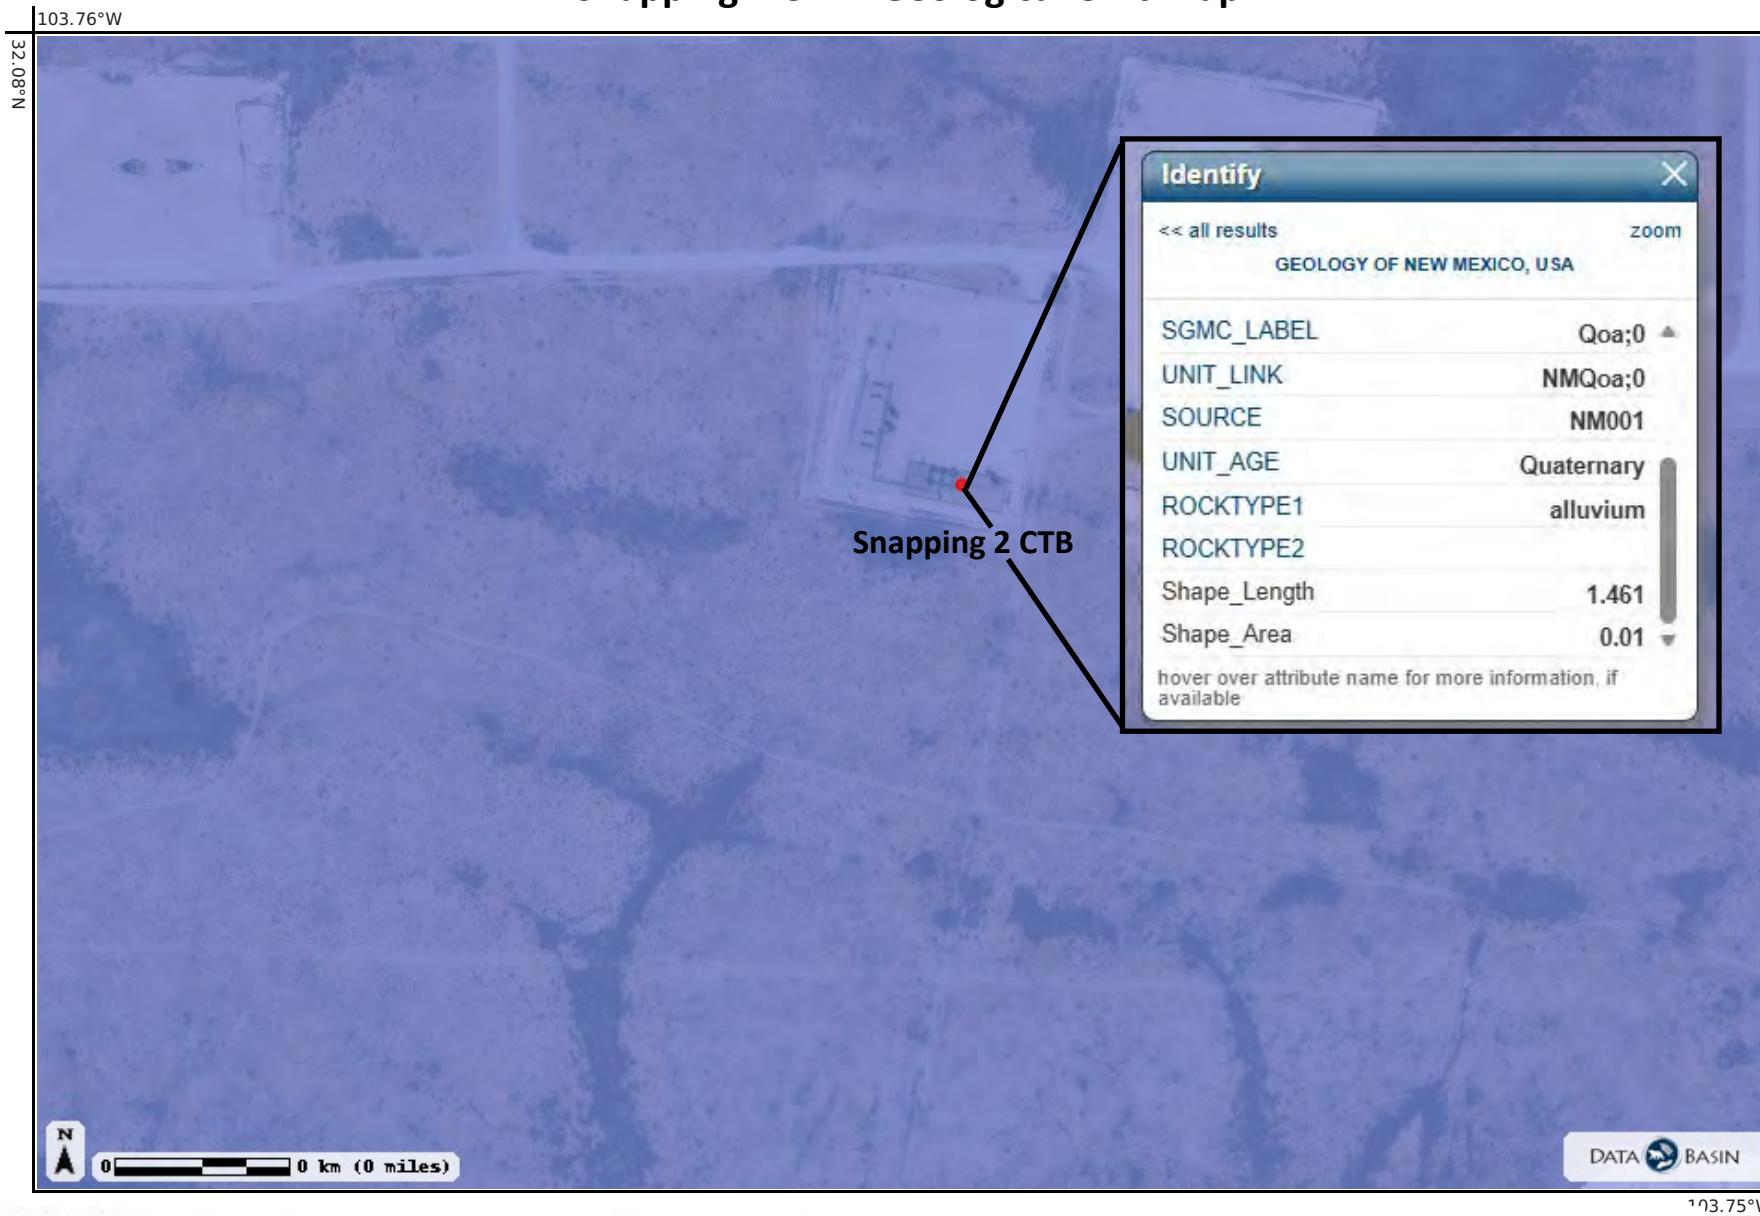 103.76°W
32.08°N
Identify
<< all results zoom
GEOLOGY OF NEW MEXICO, USA
SGMC_LABEL Qoa;0
UNIT_LINK NMQoa;0
SOURCE NM001
UNIT_AGE Quaternary
ROCKTYPE1 alluvium
ROCKTYPE2
Shape_Length 1.461
Shape_Area 0.01
hover over attribute name for more information, if
available
Snapping 2 CTB
N
0 0 km (0 miles)
DATA BASIN
103.75°W